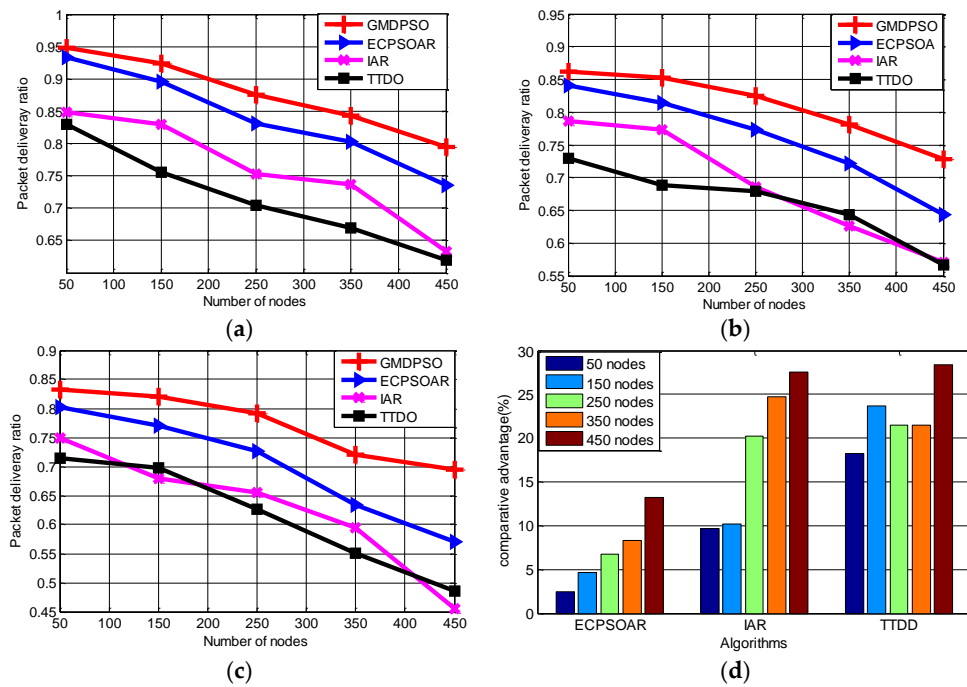 1
0.95
0.9
0.85
0.8
0.75
0.7
0.65
Packet deliveray ratio
GMDPSO
ECPSOAR
IAR
TTDO
50 100 150 200 250 300 350 400 450
Number of nodes
(a)
0.95
0.9
0.85
0.8
0.75
0.7
0.65
0.6
0.55
Packet deliveray ratio
GMDPSO
ECPSOA
IAR
TTDO
50 100 150 200 250 300 350 400 450
Number of nodes
(b)
0.9
0.85
0.8
0.75
0.7
0.65
0.6
0.55
0.5
0.45
Packet deliveray ratio
GMDPSO
ECPSOAR
IAR
TTDO
50 100 150 200 250 300 350 400 450
Number of nodes
(c)
30
25
20
15
10
5
0
comparative advantage(%)
50 nodes
150 nodes
250 nodes
350 nodes
450 nodes
ECPSOAR IAR TTDD
Algorithms
(d)